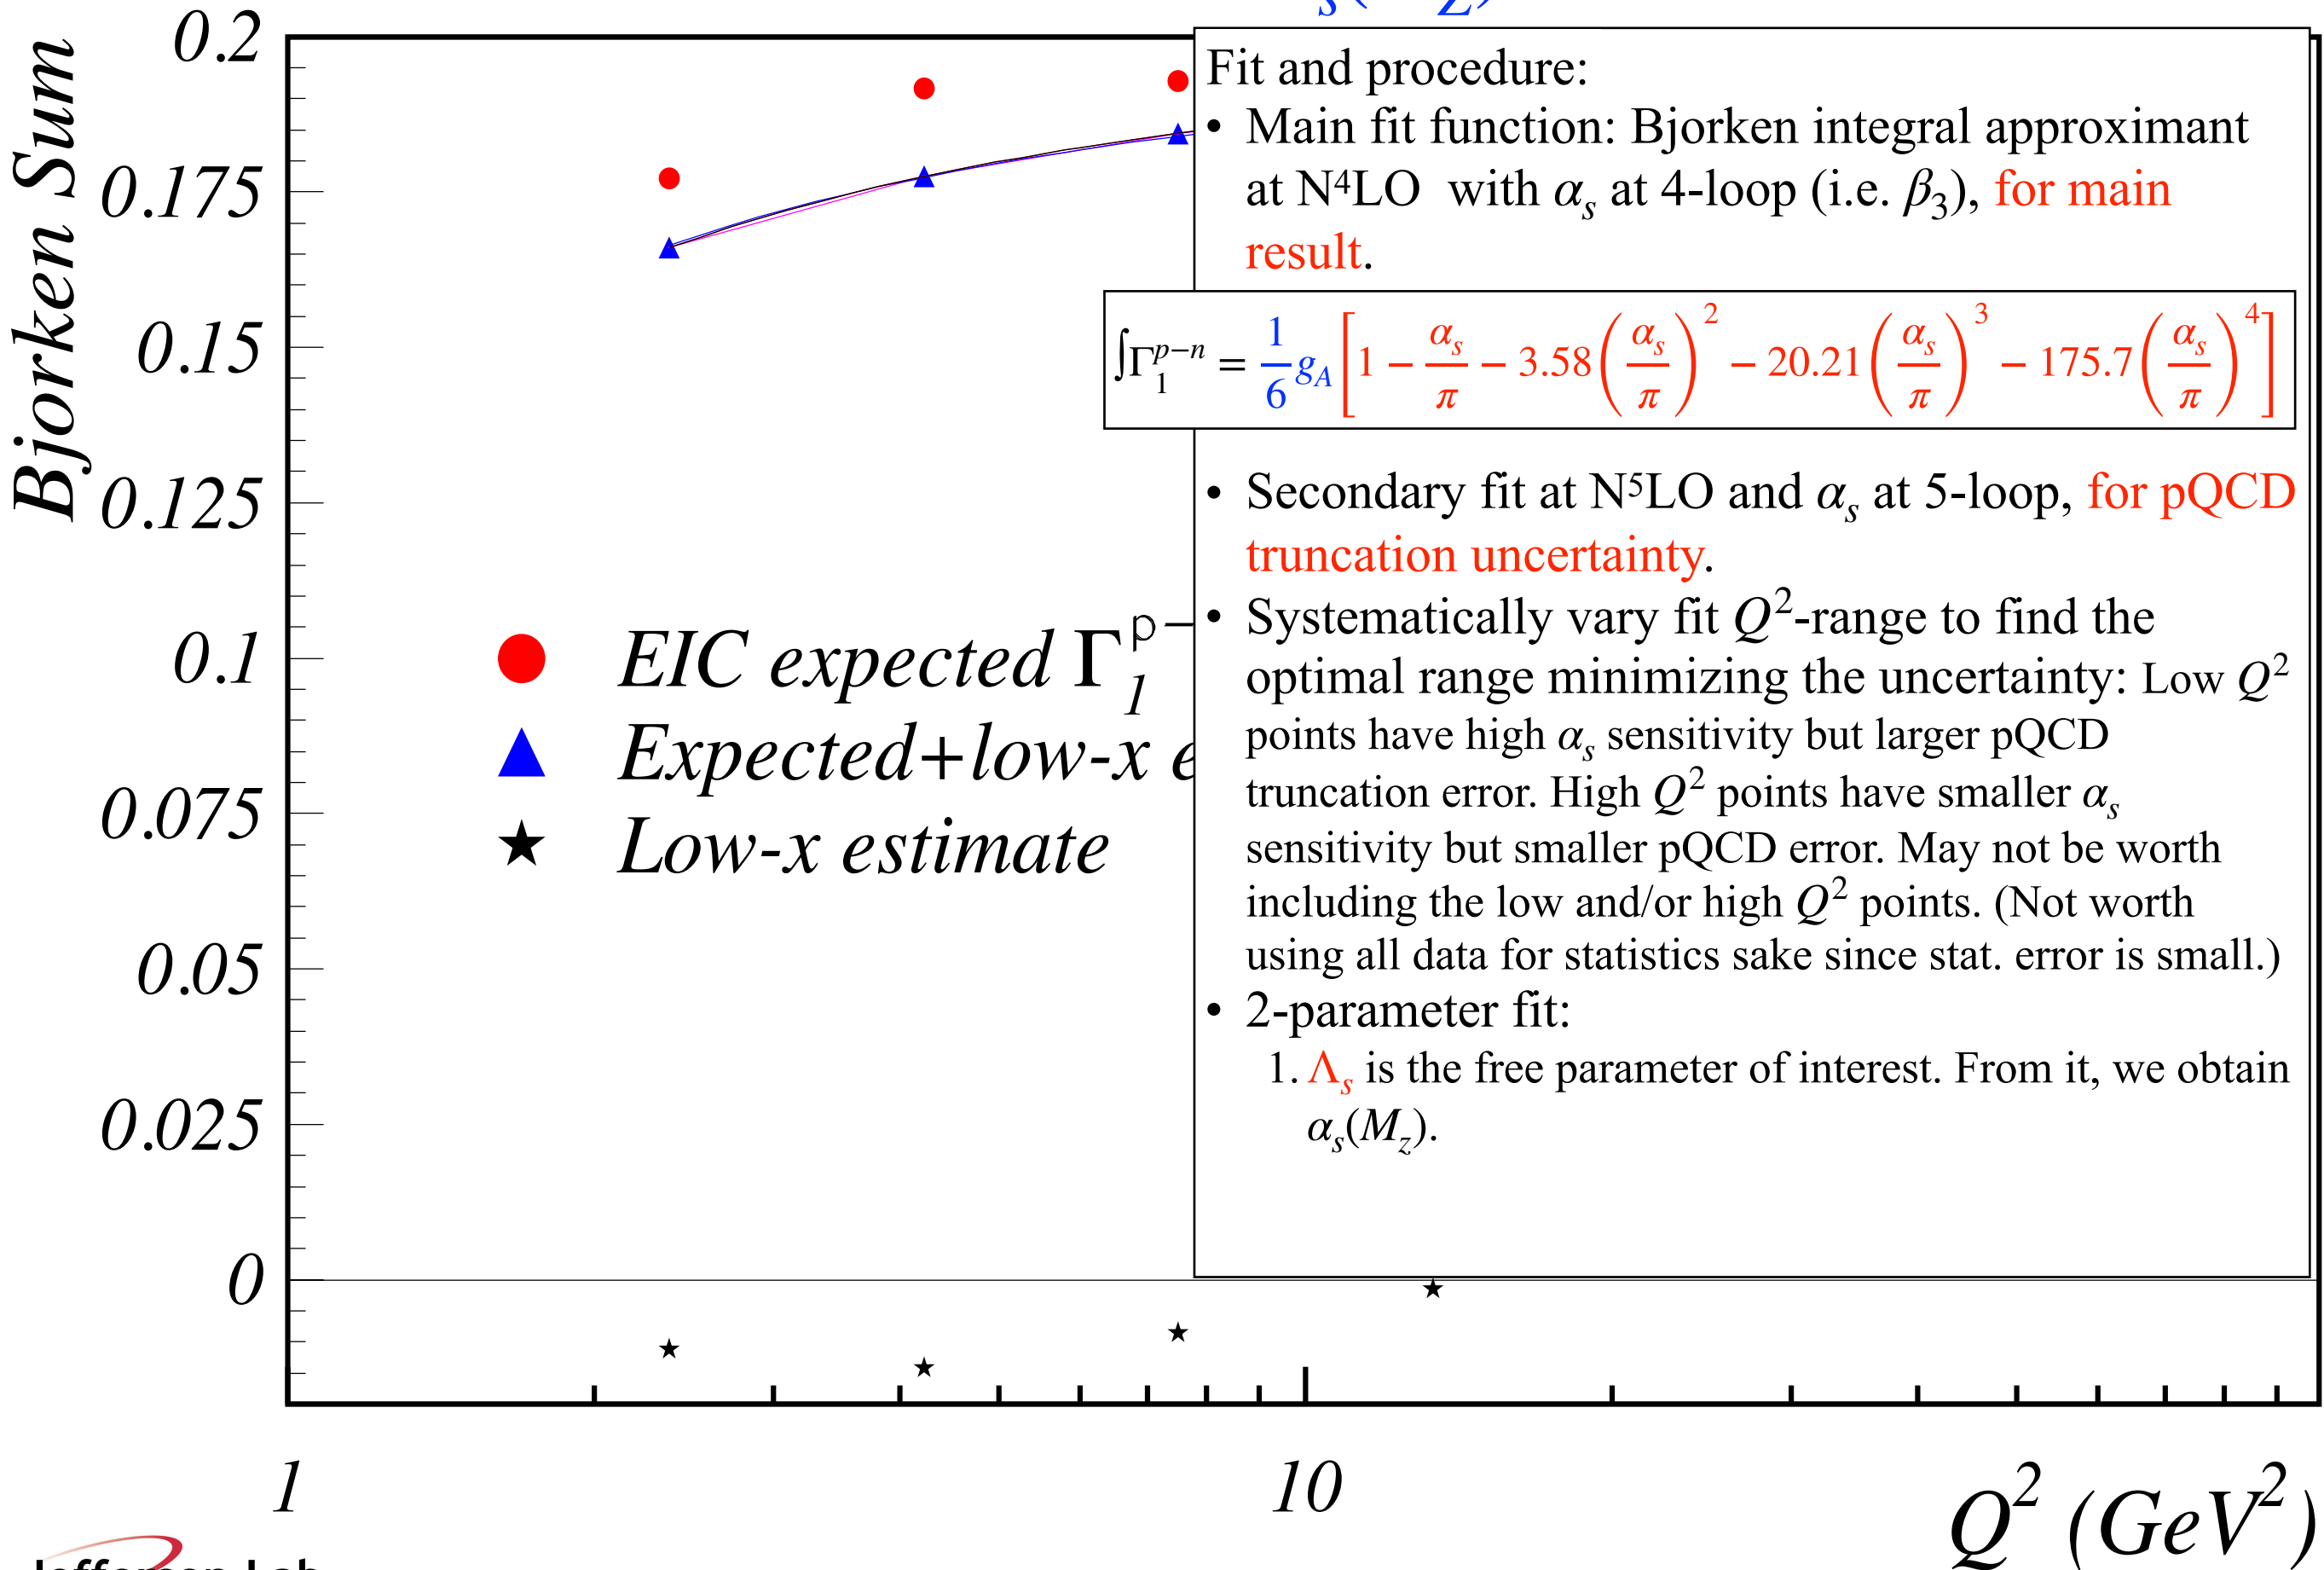 s( Z)
0.2
0.175
0.15
0.125
0.1
0.075
0.05
0.025
0
Bjorken Sum
EIC expected Γ₁ᵖ⁻
Expected+low-x
Low-x estimate
Fit and procedure:
• Main fit function: Bjorken integral approximant
at N⁴LO with αₛ at 4-loop (i.e. β₃), for main
result.
∫Γ₁ᵖ⁻ⁿ = 1/6 g_A [1 − αₛ/π − 3.58(αₛ/π)² − 20.21(αₛ/π)³ − 175.7(αₛ/π)⁴]
• Secondary fit at N⁵LO and αₛ at 5-loop, for pQCD
truncation uncertainty.
• Systematically vary fit Q²-range to find the
optimal range minimizing the uncertainty: Low Q²
points have high αₛ sensitivity but larger pQCD
truncation error. High Q² points have smaller αₛ
sensitivity but smaller pQCD error. May not be worth
including the low and/or high Q² points. (Not worth
using all data for statistics sake since stat. error is small.)
• 2-parameter fit:
1. Λₛ is the free parameter of interest. From it, we obtain
αₛ(M_z).
1
10
Q² (GeV²)
Jefferson Lab